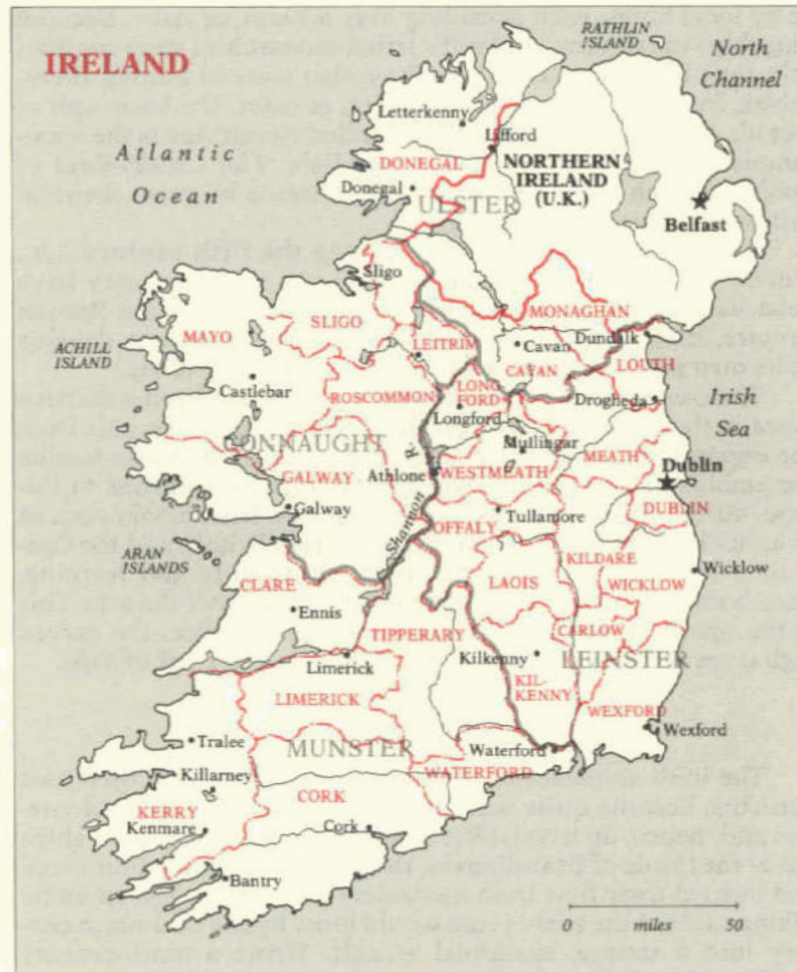 RATHLIN
ISLAND
North
Channel
IRELAND
Letterkenny
Lifford
Atlantic
Ocean
DONEGAL
NORTHERN
IRELAND
(U.K.)
Donegal
ULSTER
Belfast
Sligo
MONAGHAN
MAYO
SLIGO
LEITRIM
Cavan
Dundalk
ACHILL
ISLAND
CAVAN
LOUTH
Castlebar
ROSCOMMON
LONG-
FORD
Longford
Drogheda
Irish
Sea
CONNAUGHT
Mullingar
MEATH
GALWAY
Athlone
WESTMEATH
Dublin
Galway
Shannon R.
OFFALY
Tullamore
DUBLIN
ARAN
ISLANDS
KILDARE
CLARE
LAOIS
WICKLOW
Wicklow
Ennis
TIPPERARY
CARLOW
Limerick
Kilkenny
LEINSTER
LIMERICK
KIL-
KENNY
WEXFORD
Tralee
MUNSTER
Waterford
Wexford
Killarney
WATERFORD
KERRY
CORK
Kenmare
Cork
Bantry
0 50
miles